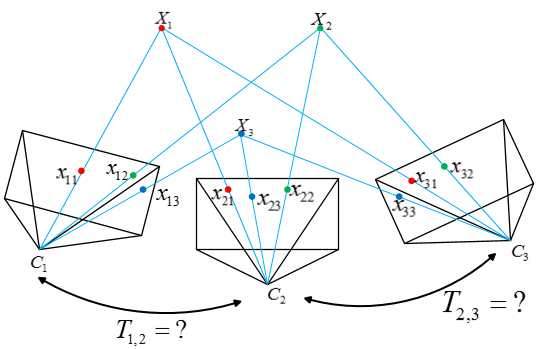 X₁ X₂
X₃
x₁₁ x₁₂ x₁₃
x₂₁ x₂₃ x₂₂
x₃₁ x₃₂ x₃₃
C₁
C₂
C₃
T₁,₂ = ?
T₂,₃ = ?